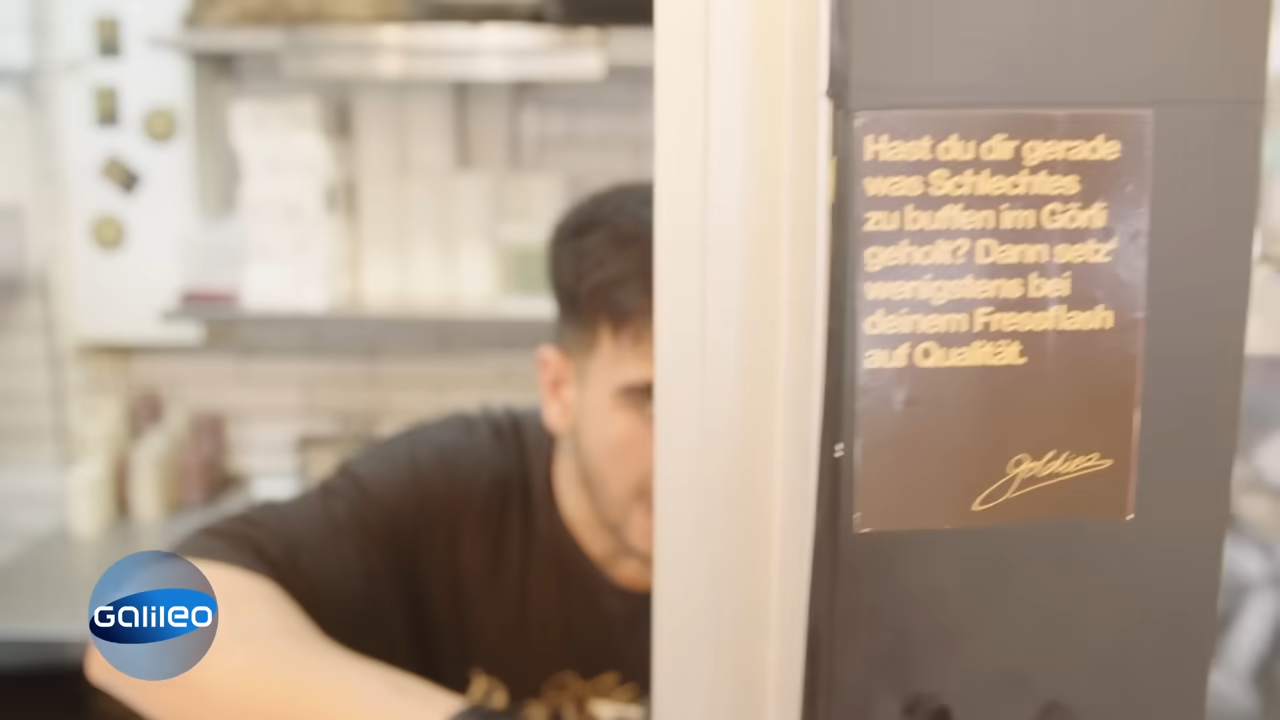 Hast du dir gerade
was Schlechtes
zu buffen im Görli
geholt? Dann setz'
wenigstens bei
deinem Fressflash
auf Qualität.
Goldies
GALILEO